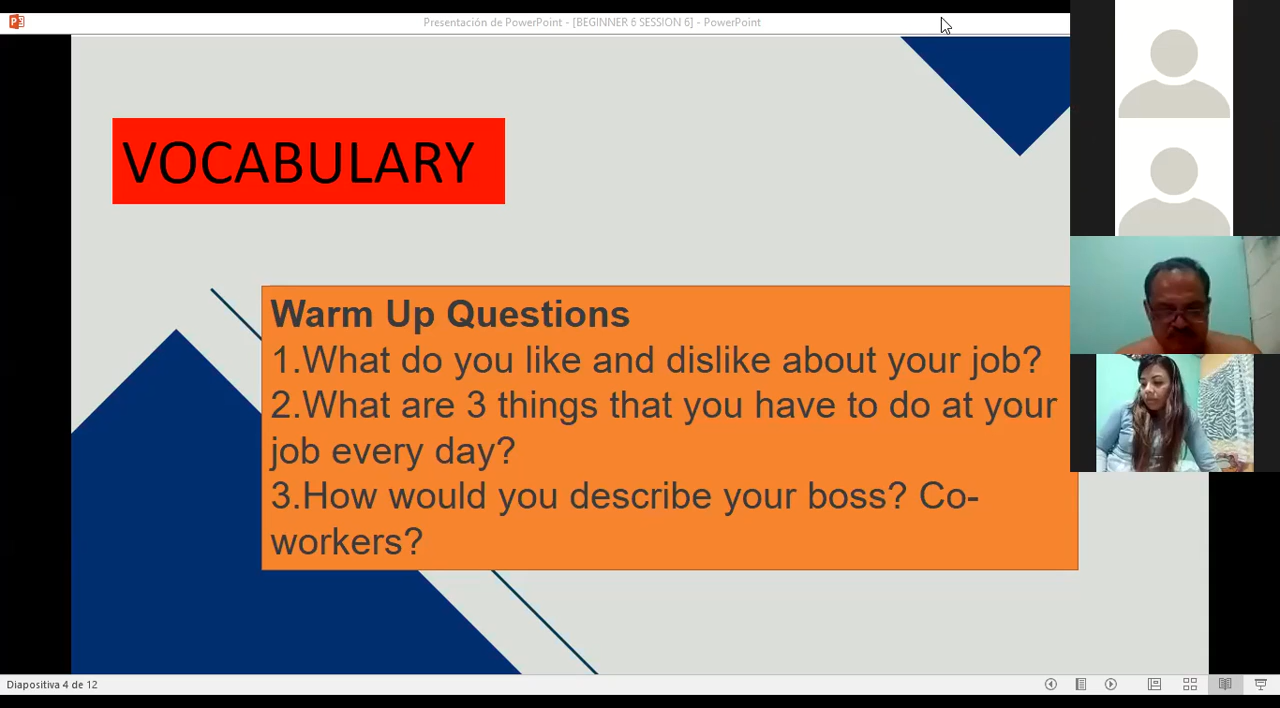 Presentación de PowerPoint - [BEGINNER 6 SESSION 6] - PowerPoint
VOCABULARY
Warm Up Questions
1.What do you like and dislike about your job?
2.What are 3 things that you have to do at your
job every day?
3.How would you describe your boss? Co-
workers?
Diapositiva 4 de 12